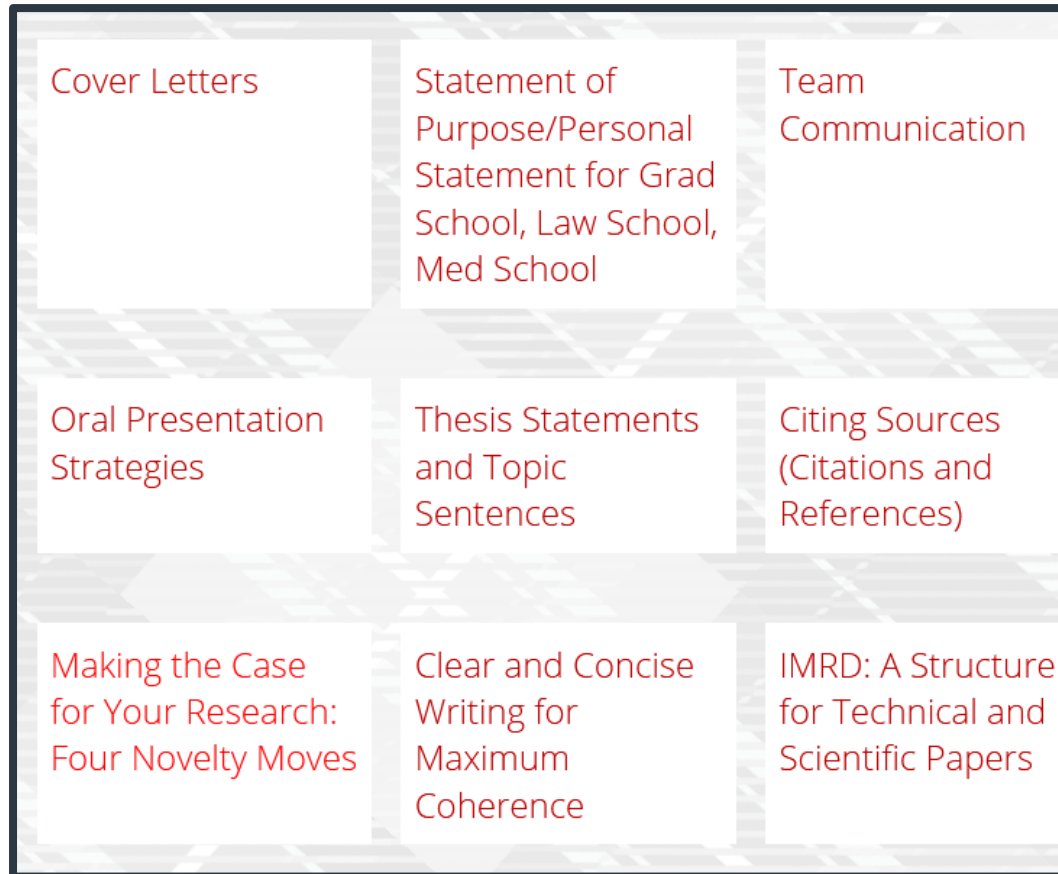 Cover Letters
Statement of
Purpose/Personal
Statement for Grad
School, Law School,
Med School
Team
Communication
Oral Presentation
Strategies
Thesis Statements
and Topic
Sentences
Citing Sources
(Citations and
References)
Making the Case
for Your Research:
Four Novelty Moves
Clear and Concise
Writing for
Maximum
Coherence
IMRD: A Structure
for Technical and
Scientific Papers